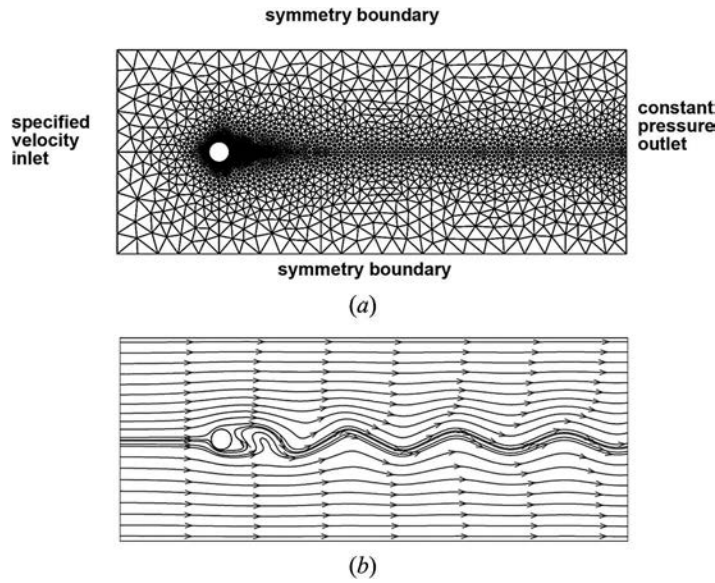 symmetry boundary
specified
velocity
inlet
constant
pressure
outlet
symmetry boundary
(a)
(b)